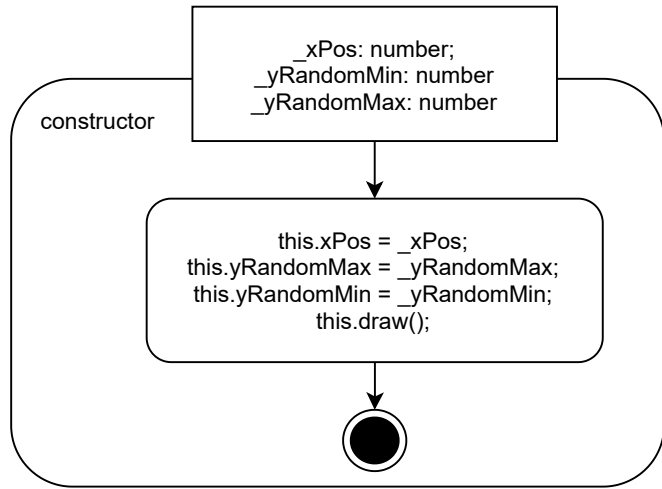 _xPos: number;
_yRandomMin: number
_yRandomMax: number
constructor
this.xPos = _xPos;
this.yRandomMax = _yRandomMax;
this.yRandomMin = _yRandomMin;
this.draw();